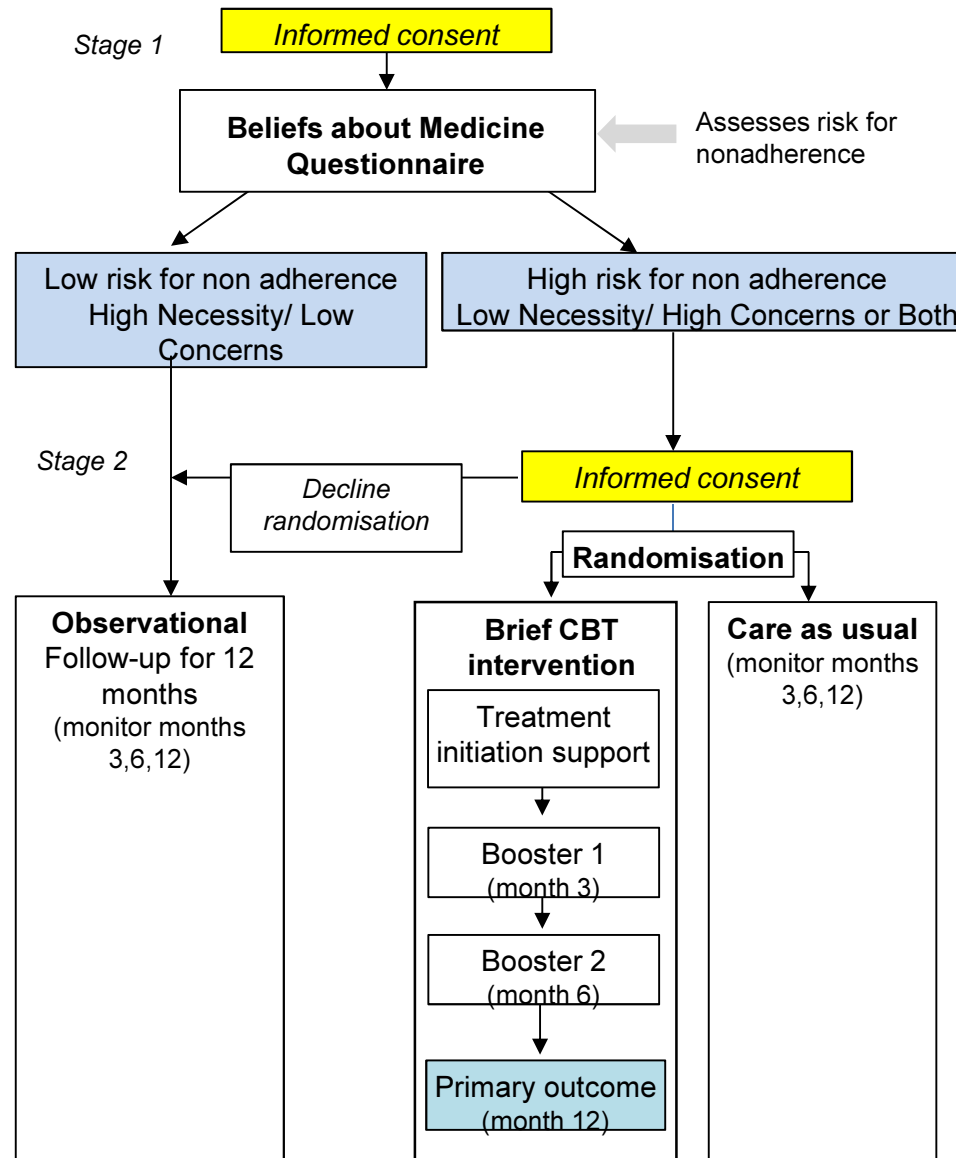 Stage 1
Informed consent
Beliefs about Medicine
Questionnaire
Assesses risk for
nonadherence
Low risk for non adherence
High Necessity/ Low
Concerns
High risk for non adherence
Low Necessity/ High Concerns or Both
Stage 2
Decline
randomisation
Informed consent
Randomisation
Observational
Follow-up for 12
months
(monitor months
3,6,12)
Brief CBT
intervention
Treatment
initiation support
Booster 1
(month 3)
Booster 2
(month 6)
Primary outcome
(month 12)
Care as usual
(monitor months
3,6,12)